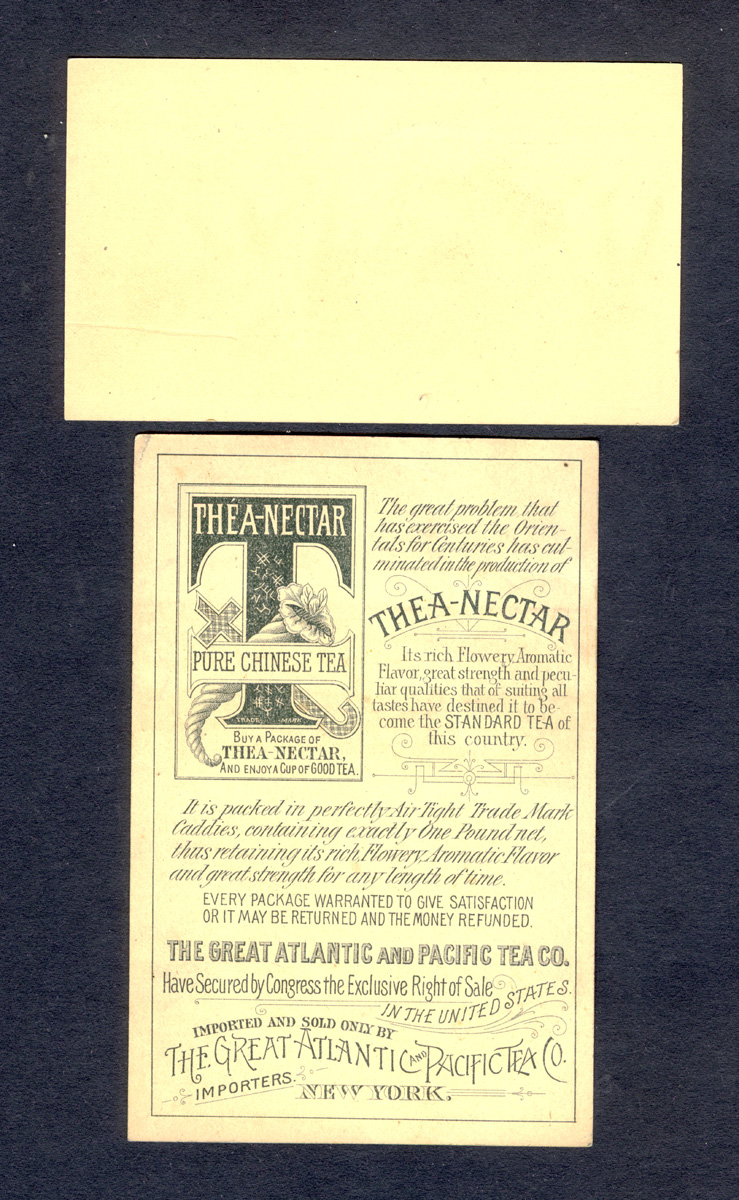 THÉA-NECTAR
PURE CHINESE TEA
TRADE MARK
BUY A PACKAGE OF
THEA-NECTAR,
AND ENJOY A CUP OF GOOD TEA.
The great problem that
has exercised the Orien-
tals for Centuries has cul-
minated in the production of
THEA-NECTAR
Its rich Flowery Aromatic
Flavor, great strength and pecu-
liar qualities that of suiting all
tastes have destined it to be-
come the STANDARD TEA of
this country.
It is packed in perfectly Air Tight Trade Mark
Caddies, containing exactly One Pound net,
thus retaining its rich, Flowery, Aromatic Flavor
and great strength for any length of time.
EVERY PACKAGE WARRANTED TO GIVE SATISFACTION
OR IT MAY BE RETURNED AND THE MONEY REFUNDED.
THE GREAT ATLANTIC AND PACIFIC TEA CO.
Have Secured by Congress the Exclusive Right of Sale
IN THE UNITED STATES.
IMPORTED AND SOLD ONLY BY
THE GREAT ATLANTIC AND PACIFIC TEA CO.
IMPORTERS.
NEW YORK.